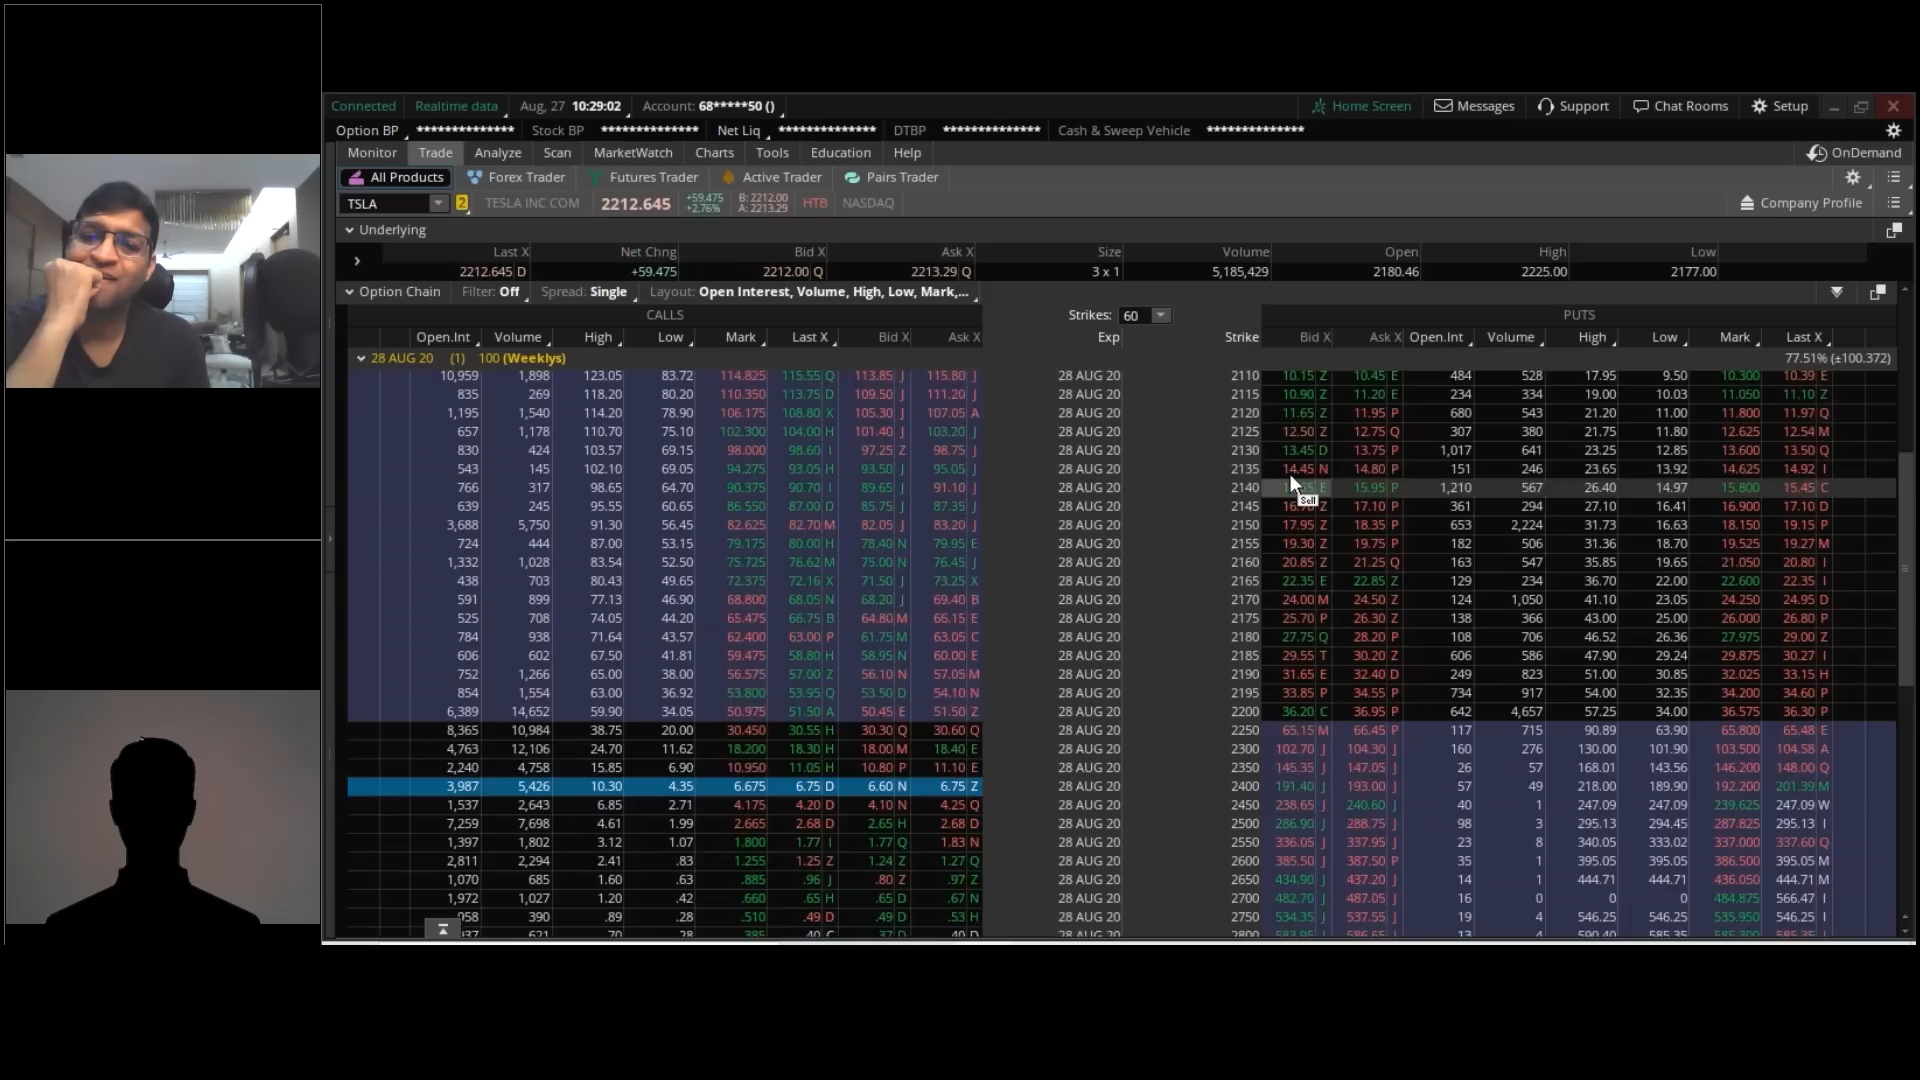 Connected Realtime data Aug, 27 10:29:02 Account: 68*****50 () Home Screen Messages Support Chat Rooms Setup
Option BP ************** Stock BP ************** Net Liq ************** DTBP ************** Cash & Sweep Vehicle **************
Monitor Trade Analyze Scan MarketWatch Charts Tools Education Help OnDemand
All Products Forex Trader Futures Trader Active Trader Pairs Trader
TSLA 2 TESLA INC COM 2212.645 +59.475 +2.76% B: 2212.00 A: 2213.29 HTB NASDAQ Company Profile
Underlying
Last X Net Chng Bid X Ask X Size Volume Open High Low
2212.645 D +59.475 2212.00 Q 2213.29 Q 3 x 1 5,185,429 2180.46 2225.00 2177.00
Option Chain Filter: Off Spread: Single Layout: Open Interest, Volume, High, Low, Mark,...
CALLS Strikes: 60 PUTS
Open.Int Volume High Low Mark Last X Bid X Ask X Exp Strike Bid X Ask X Open.Int Volume High Low Mark Last X
28 AUG 20 (1) 100 (Weeklys) 77.51% (±100.372)
10,959 1,898 123.05 83.72 114.825 115.55 Q 113.85 J 115.80 J 28 AUG 20 2110 10.15 Z 10.45 E 484 528 17.95 9.50 10.300 10.39 E
835 269 118.20 80.20 110.350 113.75 D 109.50 J 111.20 J 28 AUG 20 2115 10.90 Z 11.20 E 234 334 19.00 10.03 11.050 11.10 Z
1,195 1,540 114.20 78.90 106.175 108.80 X 105.30 J 107.05 A 28 AUG 20 2120 11.65 Z 11.95 P 680 543 21.20 11.00 11.800 11.97 Q
657 1,178 110.70 75.10 102.300 104.00 H 101.40 J 103.20 J 28 AUG 20 2125 12.50 Z 12.75 Q 307 380 21.75 11.80 12.625 12.54 M
830 424 103.57 69.15 98.000 98.60 I 97.25 Z 98.75 J 28 AUG 20 2130 13.45 D 13.75 P 1,017 641 23.25 12.85 13.600 13.50 Q
543 145 102.10 69.05 94.275 93.05 H 93.50 J 95.05 J 28 AUG 20 2135 14.45 N 14.80 P 151 246 23.65 13.92 14.625 14.92 I
766 317 98.65 64.70 90.375 90.70 I 89.65 J 91.10 J 28 AUG 20 2140 E 15.95 P 1,210 567 26.40 14.97 15.800 15.45 C
Sell
639 245 95.55 60.65 86.550 87.00 D 85.75 J 87.35 J 28 AUG 20 2145 Z 17.10 P 361 294 27.10 16.41 16.900 17.10 D
3,688 5,750 91.30 56.45 82.625 82.70 M 82.05 J 83.20 J 28 AUG 20 2150 17.95 Z 18.35 P 653 2,224 31.73 16.63 18.150 19.15 P
724 444 87.00 53.15 79.175 80.00 H 78.40 N 79.95 E 28 AUG 20 2155 19.30 Z 19.75 P 182 506 31.36 18.70 19.525 19.27 M
1,332 1,028 83.54 52.50 75.725 76.62 M 75.00 N 76.45 J 28 AUG 20 2160 20.85 Z 21.25 Q 163 547 35.85 19.65 21.050 20.80 I
438 703 80.43 49.65 72.375 72.16 X 71.50 J 73.25 X 28 AUG 20 2165 22.35 E 22.85 Z 129 234 36.70 22.00 22.600 22.35 I
591 899 77.13 46.90 68.800 68.05 N 68.20 J 69.40 B 28 AUG 20 2170 24.00 M 24.50 Z 124 1,050 41.10 23.05 24.250 24.95 D
525 708 74.05 44.20 65.475 66.75 B 64.80 M 66.15 E 28 AUG 20 2175 25.70 P 26.30 Z 138 366 43.00 25.00 26.000 26.80 P
784 938 71.64 43.57 62.400 63.00 P 61.75 M 63.05 C 28 AUG 20 2180 27.75 Q 28.20 P 108 706 46.52 26.36 27.975 29.00 Z
606 602 67.50 41.81 59.475 58.80 H 58.95 N 60.00 E 28 AUG 20 2185 29.55 T 30.20 Z 606 586 47.90 29.24 29.875 30.27 I
752 1,266 65.00 38.00 56.575 57.00 Z 56.10 N 57.05 M 28 AUG 20 2190 31.65 E 32.40 D 249 823 51.00 30.85 32.025 33.15 H
854 1,554 63.00 36.92 53.800 53.95 Q 53.50 D 54.10 N 28 AUG 20 2195 33.85 P 34.55 P 734 917 54.00 32.35 34.200 34.60 P
6,389 14,652 59.90 34.05 50.975 51.50 A 50.45 E 51.50 Z 28 AUG 20 2200 36.20 C 36.95 P 642 4,657 57.25 34.00 36.575 36.30 P
8,365 10,984 38.75 20.00 30.450 30.55 H 30.30 Q 30.60 Q 28 AUG 20 2250 65.15 M 66.45 P 117 715 90.89 63.90 65.800 65.48 E
4,763 12,106 24.70 11.62 18.200 18.30 H 18.00 M 18.40 E 28 AUG 20 2300 102.70 J 104.30 J 160 276 130.00 101.90 103.500 104.58 A
2,240 4,758 15.85 6.90 10.950 11.05 H 10.80 P 11.10 E 28 AUG 20 2350 145.35 J 147.05 J 26 57 168.01 143.56 146.200 148.00 Q
3,987 5,426 10.30 4.35 6.675 6.75 D 6.60 N 6.75 Z 28 AUG 20 2400 191.40 J 193.00 J 57 49 218.00 189.90 192.200 201.39 M
1,537 2,643 6.85 2.71 4.175 4.20 D 4.10 N 4.25 Q 28 AUG 20 2450 238.65 J 240.60 J 40 1 247.09 247.09 239.625 247.09 W
7,259 7,698 4.61 1.99 2.665 2.68 D 2.65 H 2.68 D 28 AUG 20 2500 286.90 J 288.75 J 98 3 295.13 294.45 287.825 295.13 I
1,397 1,802 3.12 1.07 1.800 1.77 I 1.77 Q 1.83 N 28 AUG 20 2550 336.05 J 337.95 J 23 8 340.05 333.02 337.000 337.60 Q
2,811 2,294 2.41 .83 1.255 1.25 Z 1.24 Z 1.27 Q 28 AUG 20 2600 385.50 J 387.50 P 35 1 395.05 395.05 386.500 395.05 M
1,070 685 1.60 .63 .885 .96 J .80 Z .97 Z 28 AUG 20 2650 434.90 J 437.20 J 14 1 444.71 444.71 436.050 444.71 M
1,972 1,027 1.20 .42 .660 .65 H .65 D .67 N 28 AUG 20 2700 482.70 J 487.05 J 16 0 0 0 484.875 566.47 I
958 390 .89 .28 .510 .49 D .49 D .53 H 28 AUG 20 2750 534.35 J 537.55 J 19 4 546.25 546.25 535.950 546.25 I
28 AUG 20 2800